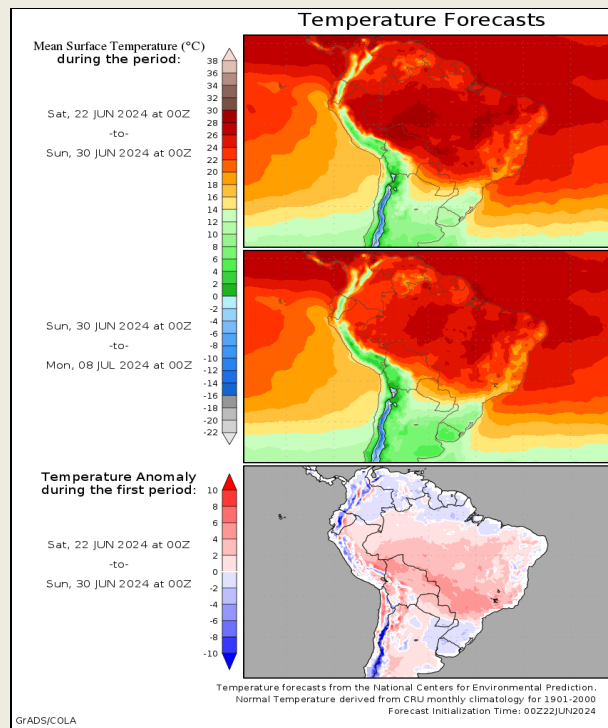 Temperature Forecasts
Mean Surface Temperature (°C)
during the period:
Sat, 22 JUN 2024 at 00Z
-to-
Sun, 30 JUN 2024 at 00Z
38
36
34
32
30
28
26
24
22
20
18
16
14
12
10
8
6
4
2
0
-2
-4
-6
-8
-10
-12
-14
-16
-18
-20
-22
Sun, 30 JUN 2024 at 00Z
-to-
Mon, 08 JUL 2024 at 00Z
Temperature Anomaly
during the first period:
Sat, 22 JUN 2024 at 00Z
-to-
Sun, 30 JUN 2024 at 00Z
10
8
6
4
2
0
-2
-4
-6
-8
-10
Temperature forecasts from the National Centers for Environmental Prediction.
Normal Temperature derived from CRU monthly climatology for 1901-2000
Forecast Initialization Time: 00Z22JUN2024
GrADS/COLA